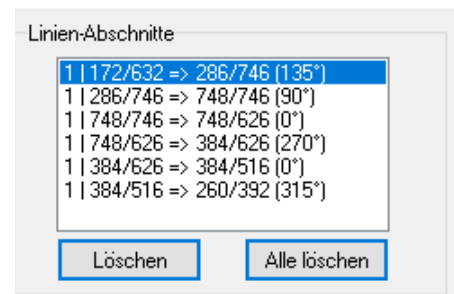 Linien-Abschnitte
1 | 172/632 => 286/746 (135°)
1 | 286/746 => 748/746 (90°)
1 | 748/746 => 748/626 (0°)
1 | 748/626 => 384/626 (270°)
1 | 384/626 => 384/516 (0°)
1 | 384/516 => 260/392 (315°)
Löschen Alle löschen